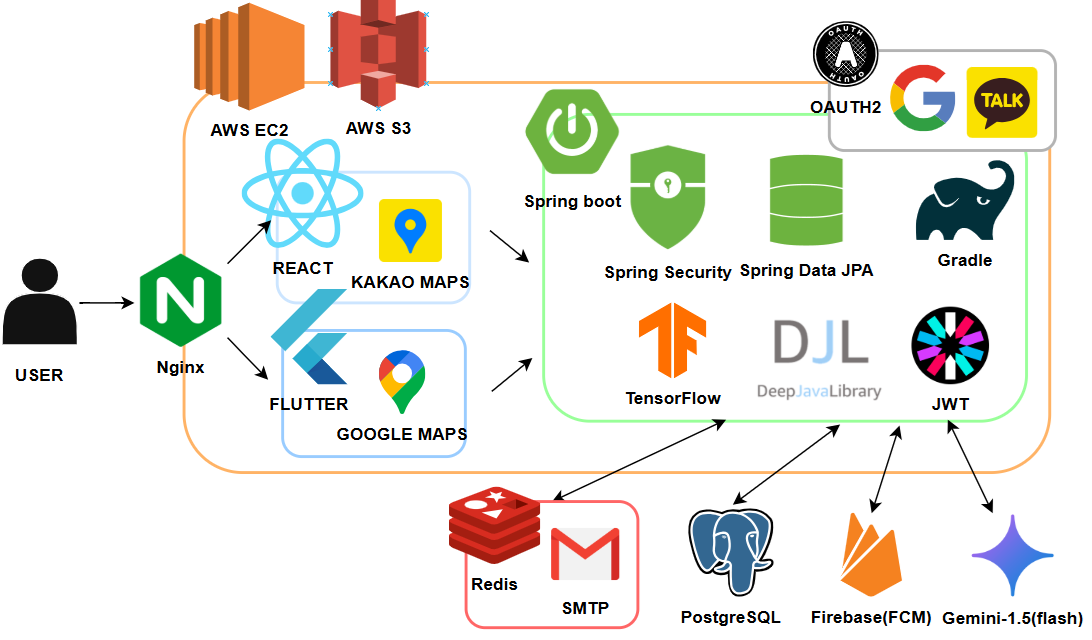 AWS EC2
AWS S3
OAUTH
OAUTH
A
OAUTH2
TALK
Spring boot
REACT
KAKAO MAPS
Spring Security
Spring Data JPA
Gradle
N
Nginx
USER
FLUTTER
GOOGLE MAPS
TensorFlow
DJL
DeepJavaLibrary
JWT
Redis
SMTP
PostgreSQL
Firebase(FCM)
Gemini-1.5(flash)